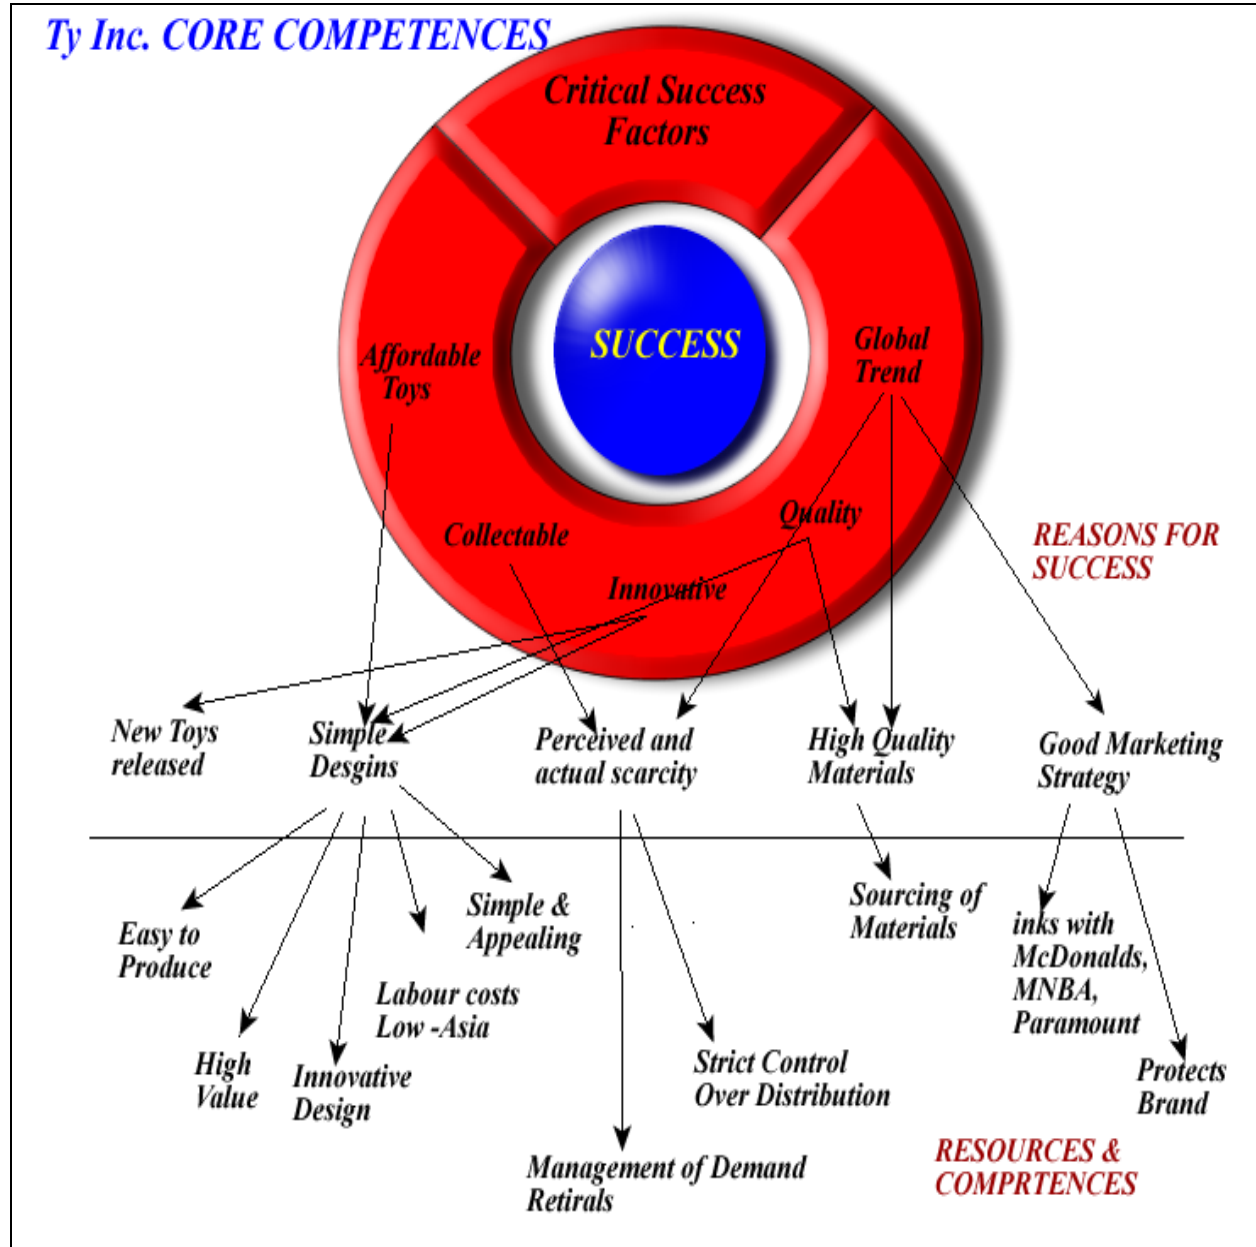 Ty Inc. CORE COMPETENCES
Critical Success
Factors
SUCCESS
Affordable
Toys
Global
Trend
Collectable
Quality
Innovative
REASONS FOR
SUCCESS
New Toys
released
Simple
Desgins
Perceived and
actual scarcity
High Quality
Materials
Good Marketing
Strategy
Easy to
Produce
High
Value
Innovative
Design
Labour costs
Low -Asia
Simple &
Appealing
Management of Demand
Retirals
Strict Control
Over Distribution
Sourcing of
Materials
inks with
McDonalds,
MNBA,
Paramount
Protects
Brand
RESOURCES &
COMPRTENCES